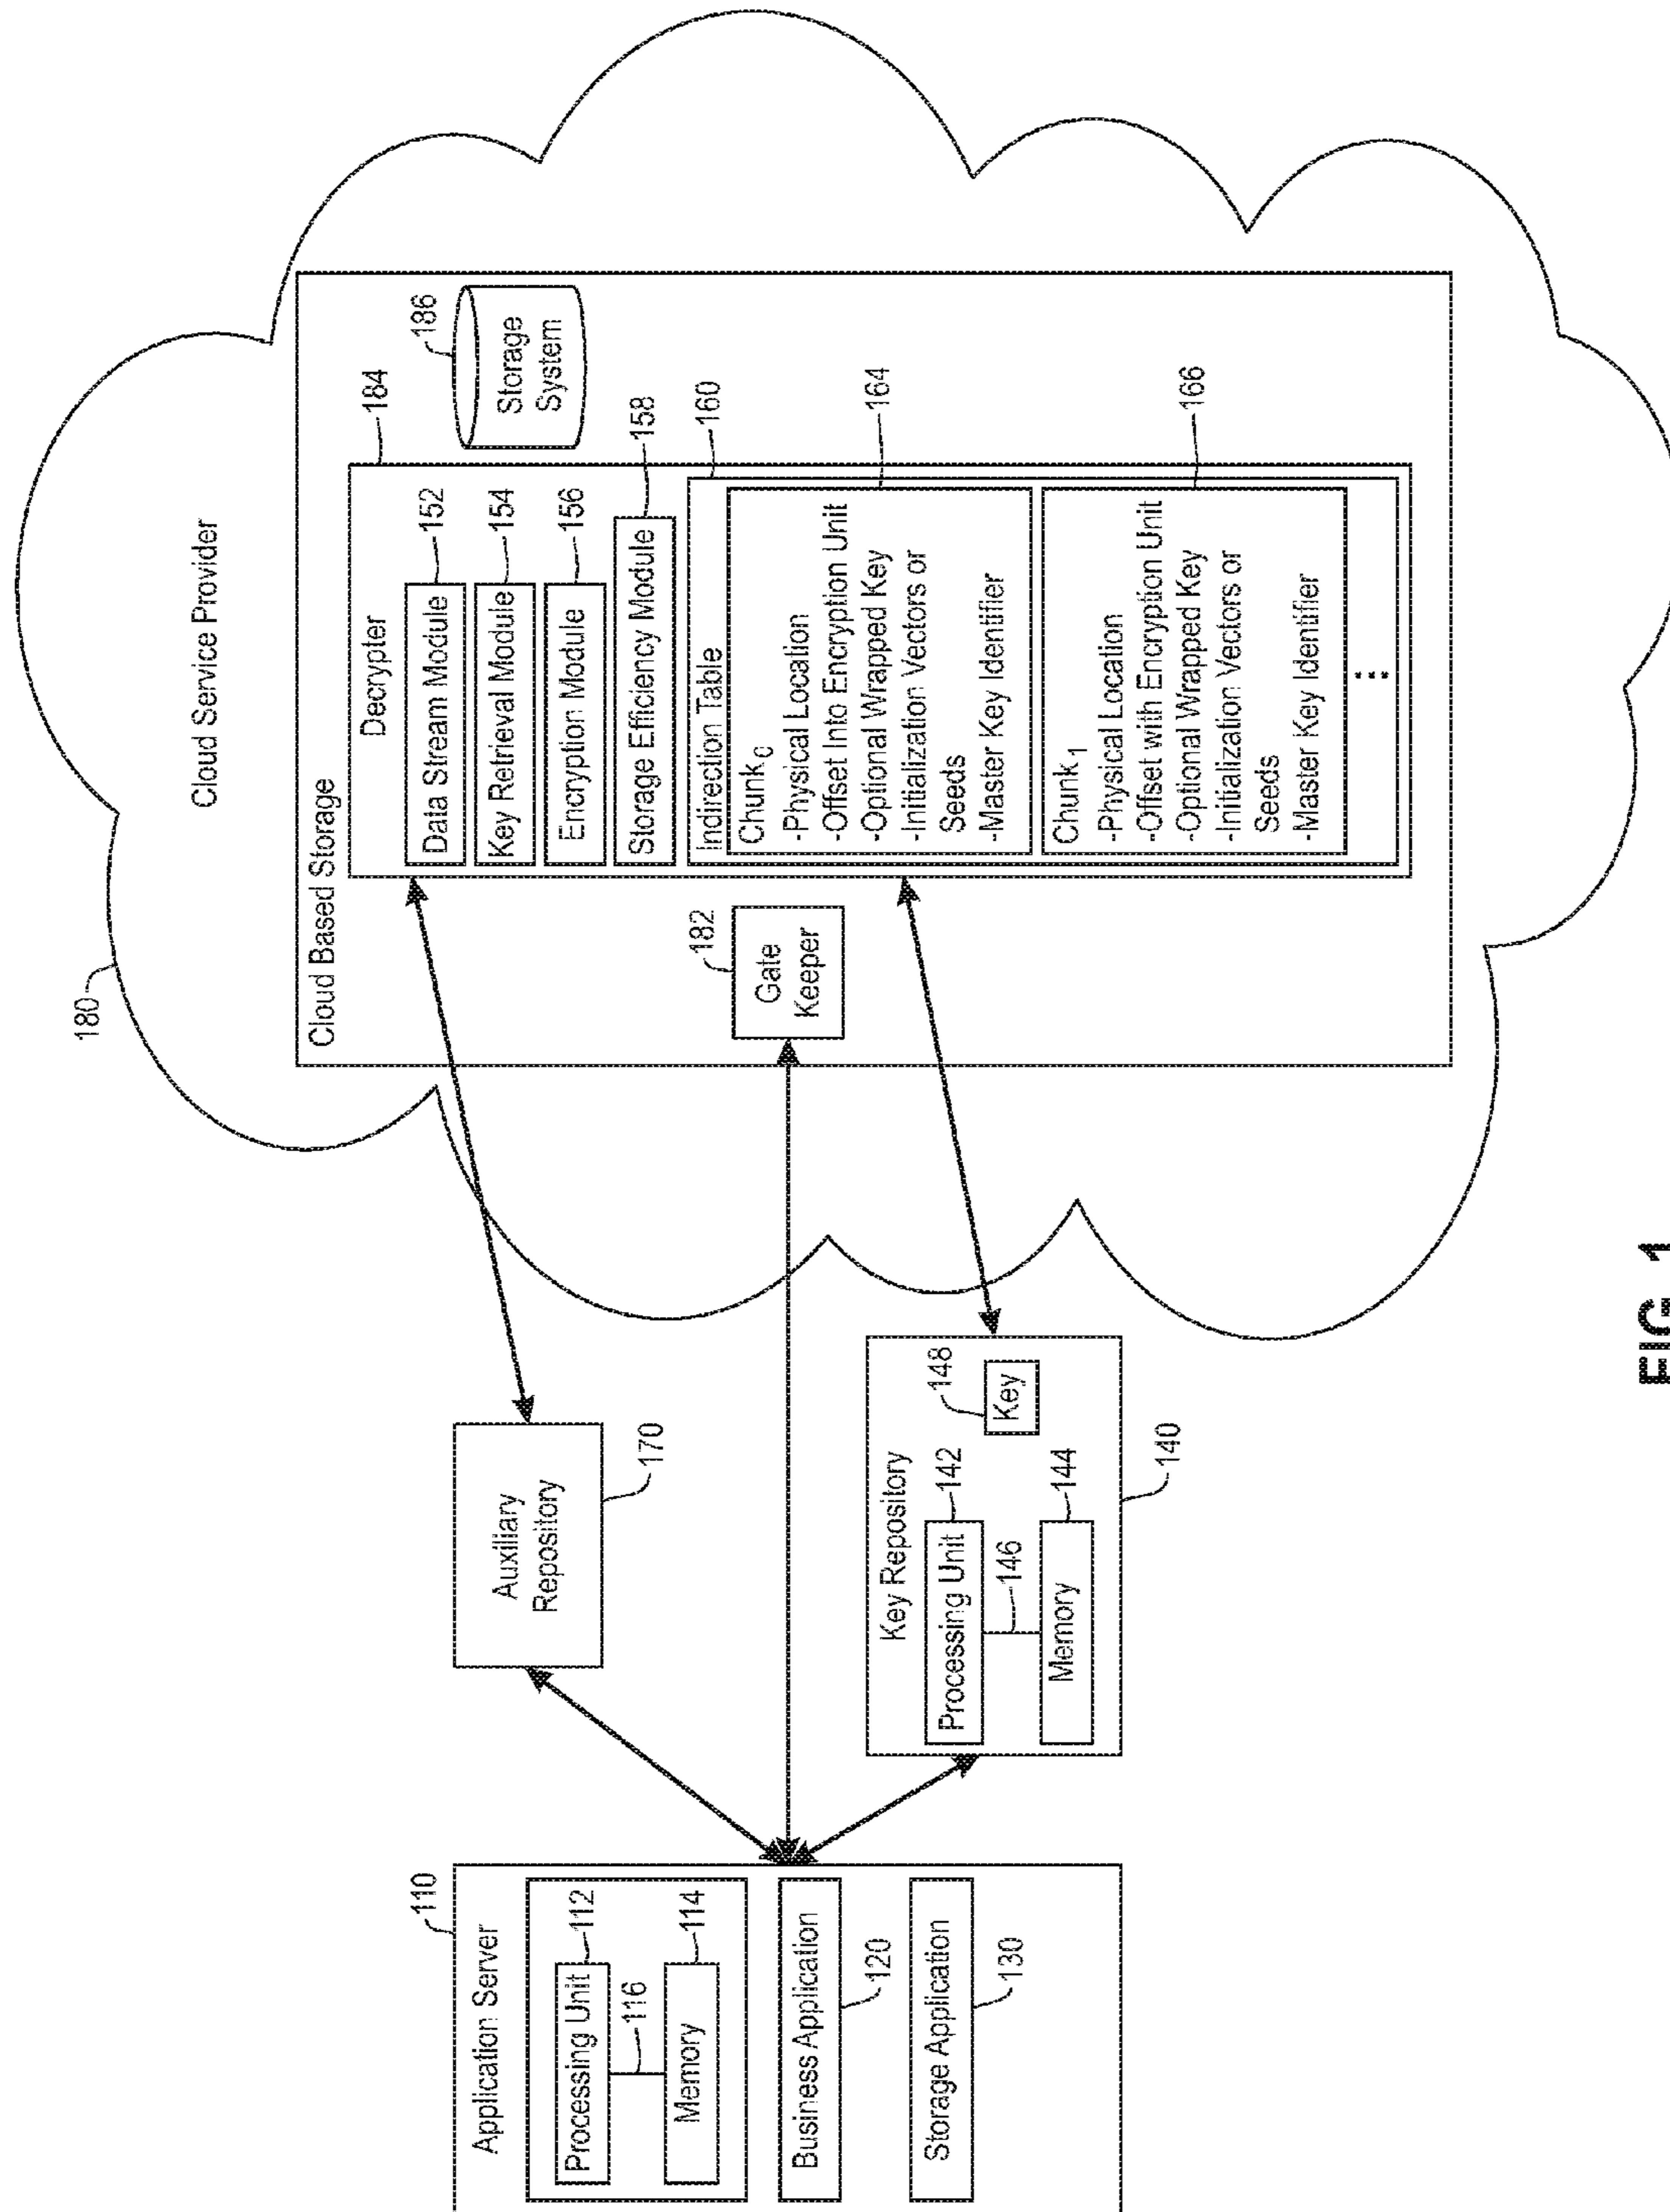 Application Server
110
Processing Unit
112
116
Memory
114
Business Application
120
Storage Application
130
Auxiliary
Repository
170
Key Repository
Processing Unit
142
146
Memory
144
148
Key
140
180
Cloud Service Provider
Cloud Based Storage
182
Gate
Keeper
Decrypter
184
Data Stream Module
152
Key Retrieval Module
154
Encryption Module
156
Storage Efficiency Module
158
Indirection Table
160
Chunk0
-Physical Location
-Offset Into Encryption Unit
-Optional Wrapped Key
-Initialization Vectors or
Seeds
-Master Key Identifier
164
Chunk1
-Physical Location
-Offset with Encryption Unit
-Optional Wrapped Key
-Initialization Vectors or
Seeds
-Master Key Identifier
166
⋮
186
Storage
System
FIG. 1